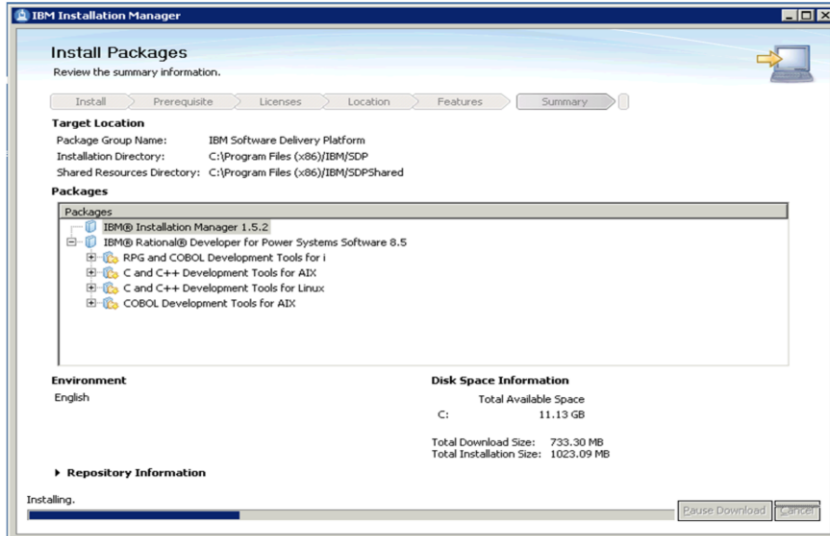 IBM Installation Manager
Install Packages
Review the summary information.
Install Prerequisite Licenses Location Features Summary
Target Location
Package Group Name: IBM Software Delivery Platform
Installation Directory: C:\Program Files (x86)/IBM/SDP
Shared Resources Directory: C:\Program Files (x86)/IBM/SDPShared
Packages
Packages
IBM® Installation Manager 1.5.2
IBM® Rational® Developer for Power Systems Software 8.5
RPG and COBOL Development Tools for i
C and C++ Development Tools for AIX
C and C++ Development Tools for Linux
COBOL Development Tools for AIX
Environment
English
Disk Space Information
Total Available Space
C: 11.13 GB
Total Download Size: 733.30 MB
Total Installation Size: 1023.09 MB
Repository Information
Installing.
Pause Download Cancel